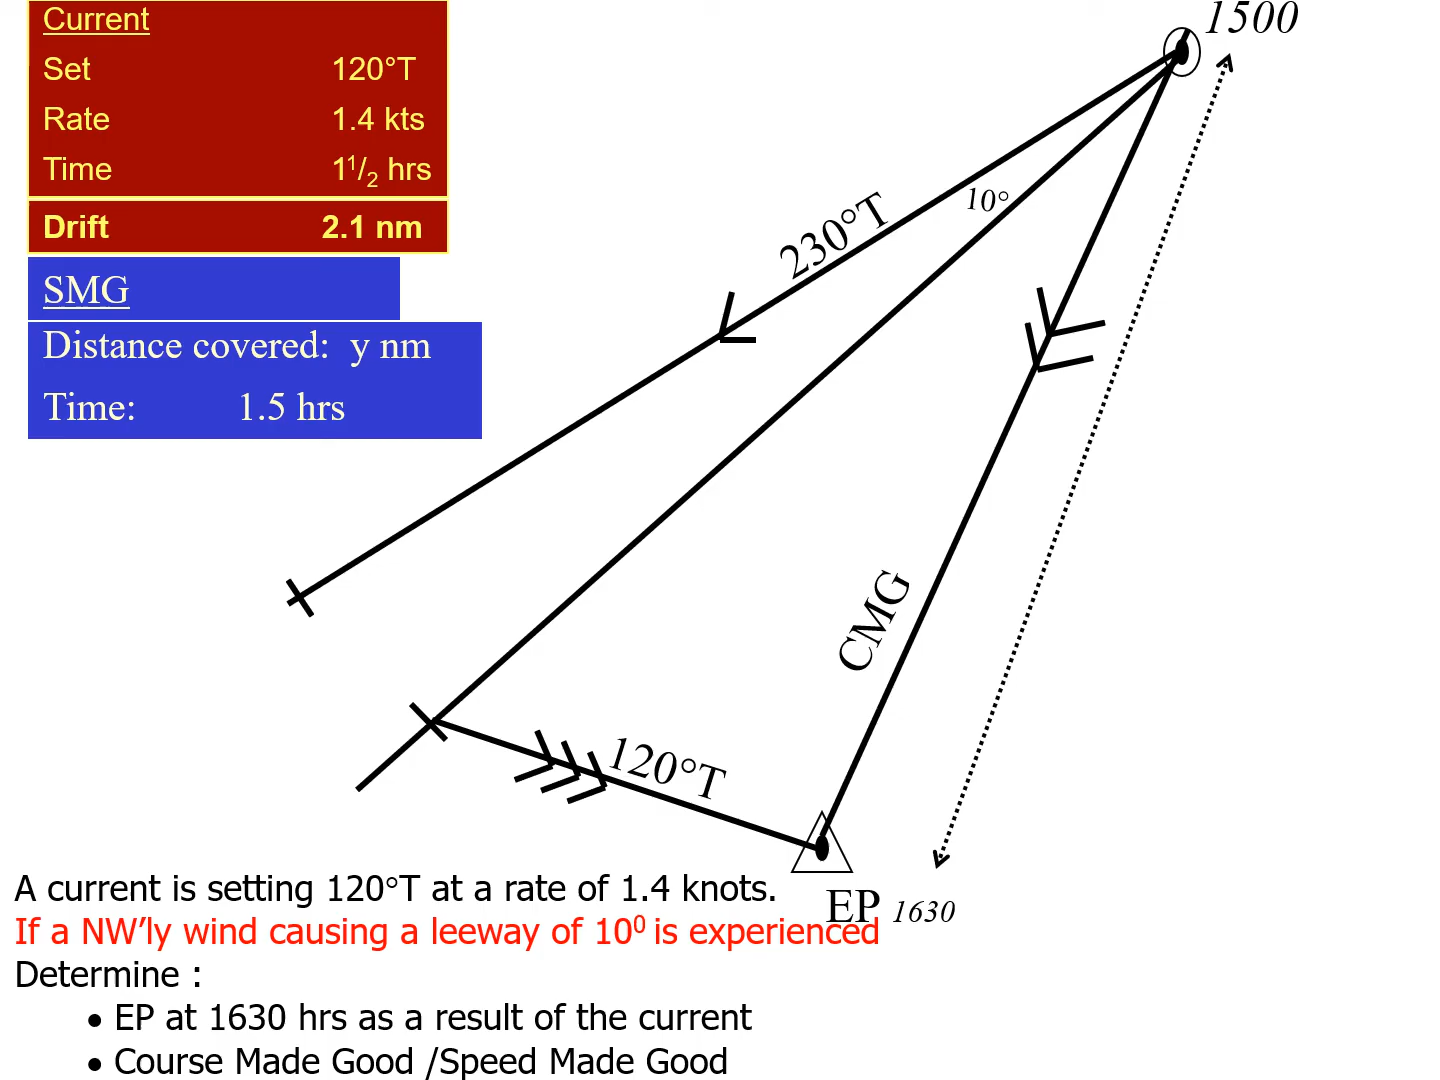 Current
Set 120°T
Rate 1.4 kts
Time 1¹/₂ hrs
Drift 2.1 nm
SMG
Distance covered: y nm
Time: 1.5 hrs
1500
10°
230°T
CMG
120°T
EP 1630
A current is setting 120°T at a rate of 1.4 knots.
If a NW’ly wind causing a leeway of 10⁰ is experienced
Determine :
• EP at 1630 hrs as a result of the current
• Course Made Good /Speed Made Good